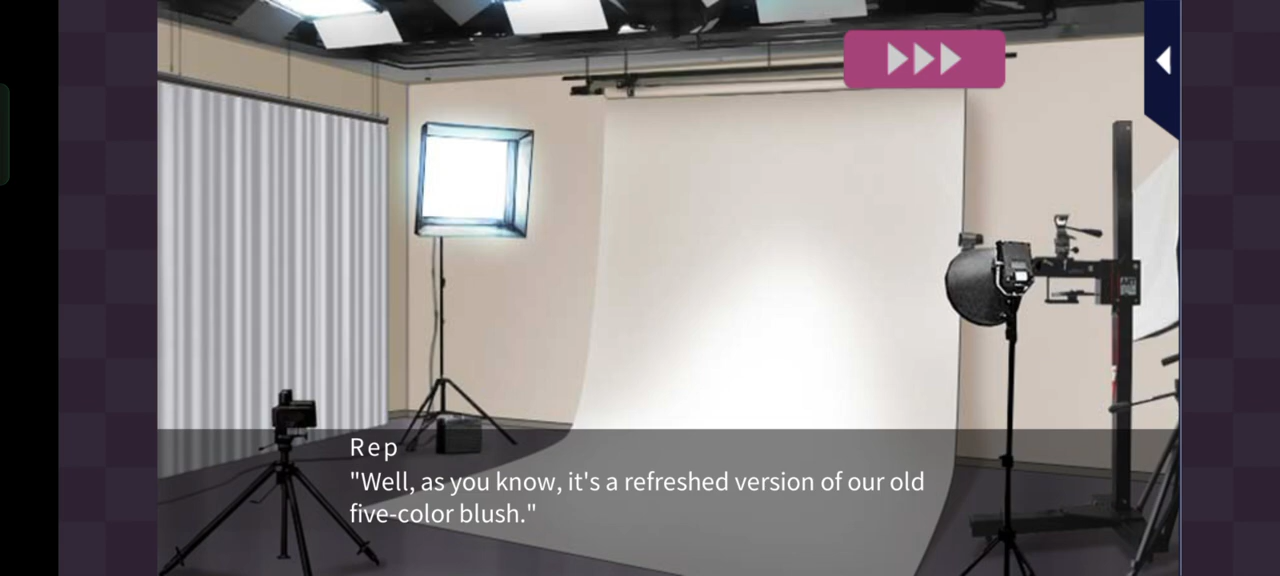 Rep
"Well, as you know, it's a refreshed version of our old
five-color blush."